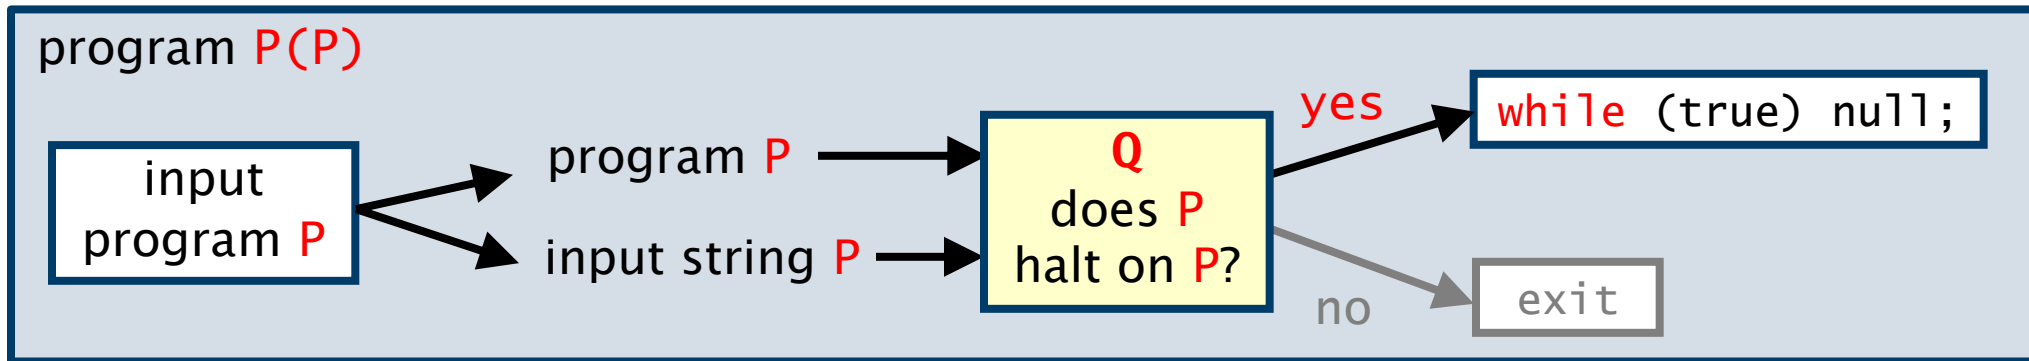 program P(P)
input
program P
program P
input string P
Q
does P
halt on P?
yes
no
while (true) null;
exit